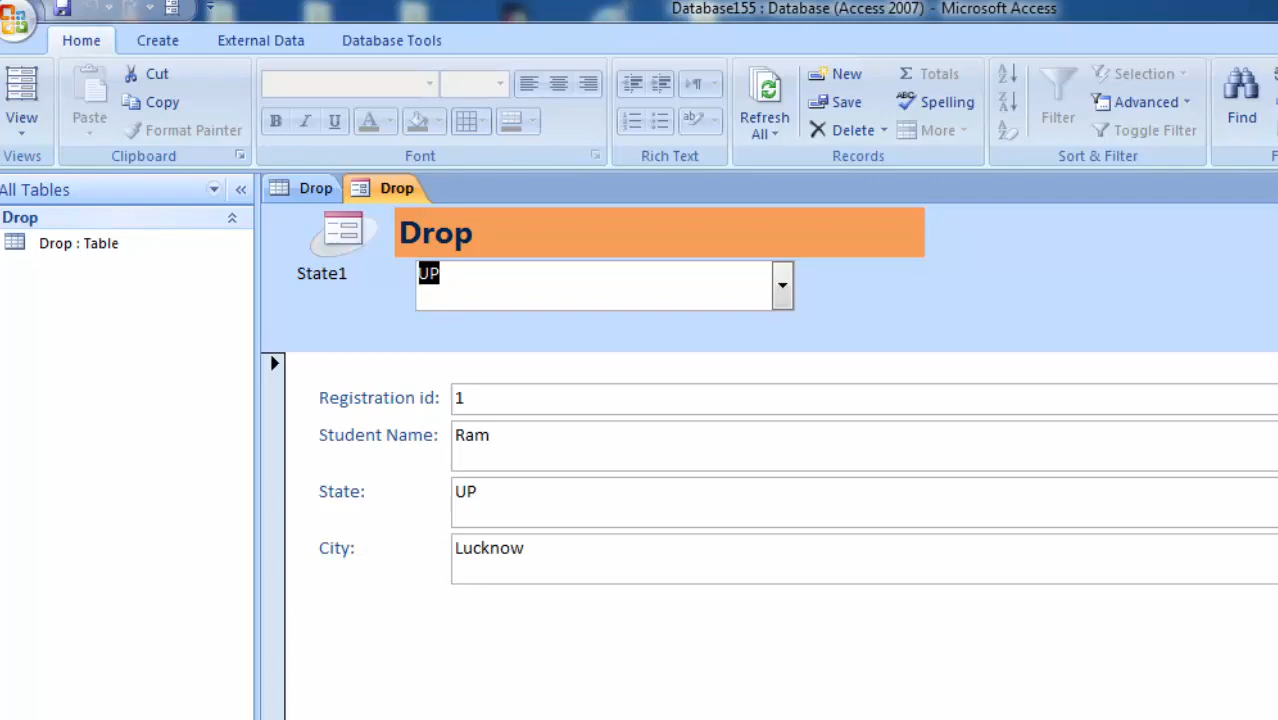 Database155 : Database (Access 2007) - Microsoft Access
Home Create External Data Database Tools
View
Views
Paste
Cut
Copy
Format Painter
Clipboard
B I U A
Font
Rich Text
Refresh
All
New
Save
Delete
Σ Totals
ABC Spelling
More
Records
Filter
Selection
Advanced
Toggle Filter
Sort & Filter
Find
All Tables «
Drop
Drop : Table
Drop Drop
Drop
State1 UP
Registration id: 1
Student Name: Ram
State: UP
City: Lucknow